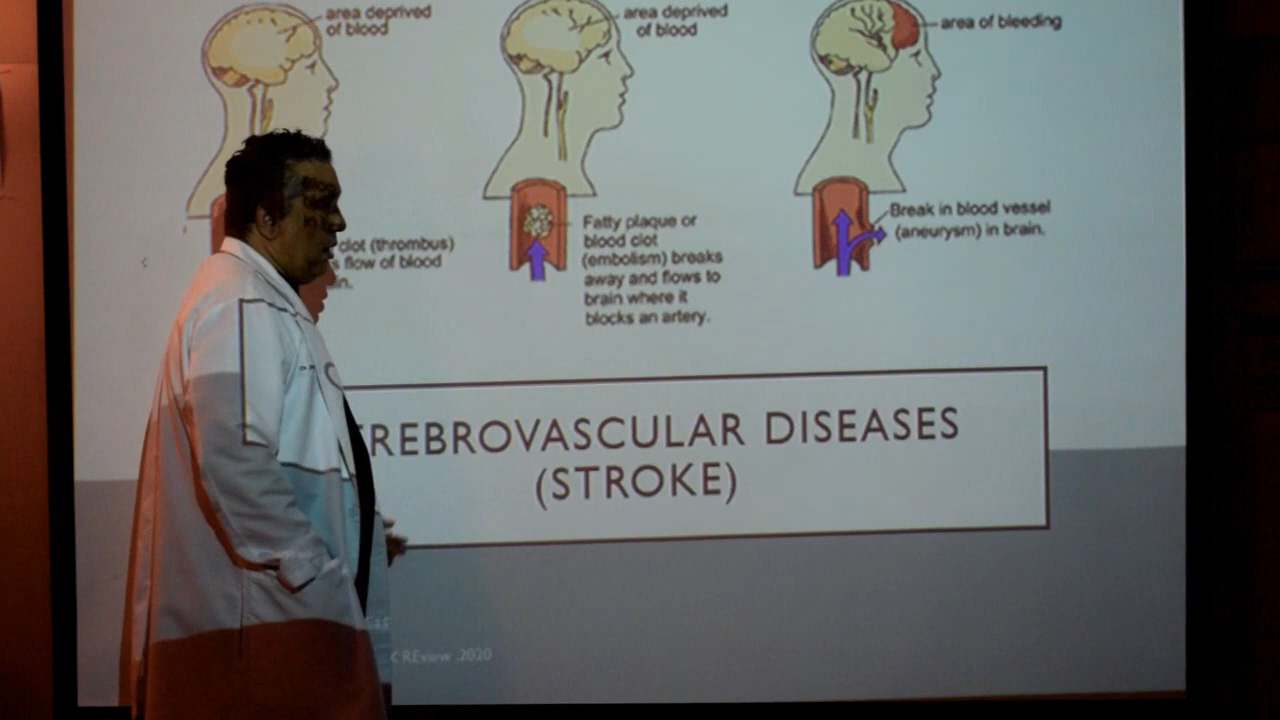 area deprived
of blood
area deprived
of blood
area of bleeding
clot (thrombus)
flow of blood
Fatty plaque or
blood clot
(embolism) breaks
away and flows to
brain where it
blocks an artery.
Break in blood vessel
(aneurysm) in brain.
REBROVASCULAR DISEASES
(STROKE)
C REview .2020